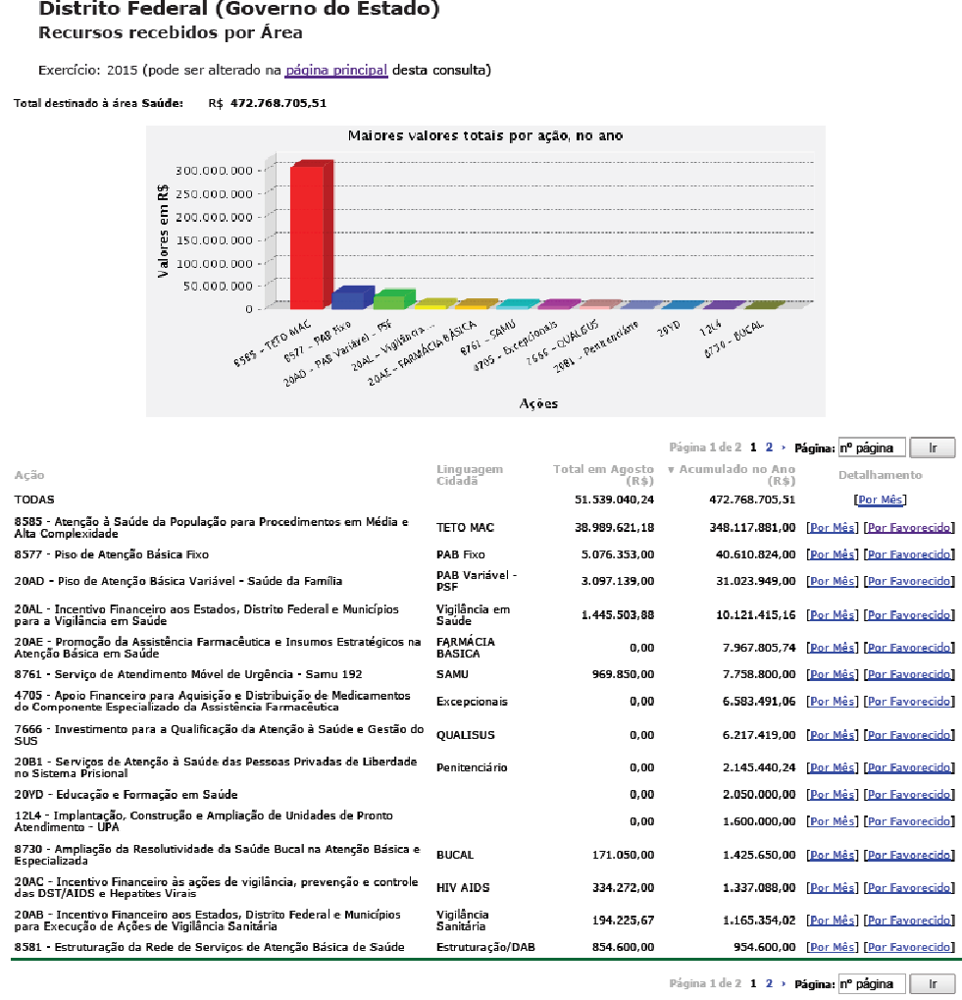 Distrito Federal (Governo do Estado)
Recursos recebidos por Área
Exercício: 2015 (pode ser alterado na página principal desta consulta)
Total destinado à área Saúde: R$ 472.768.705,51
Maiores valores totais por ação, no ano
Valores em R$
300.000.000
250.000.000
200.000.000
150.000.000
100.000.000
50.000.000
0
8585 - TETO MAC
8577 - PAB Fixo
20AD - PAB Variável - PSF
20AL - Vigilância ...
20AE - FARMÁCIA BÁSICA
8761 - SAMU
4705 - Excepcionais
7666 - QUALISUS
20B1 - Penitenciário
20YD
12L4
8730 - BUCAL
Ações
Página 1 de 2 1 2 › Página: nº página Ir
Ação Linguagem Cidadã Total em Agosto (R$) ▼ Acumulado no Ano (R$) Detalhamento
TODAS 51.539.040,24 472.768.705,51 [Por Mês]
8585 - Atenção à Saúde da População para Procedimentos em Média e
Alta Complexidade TETO MAC 38.989.621,18 348.117.881,00 [Por Mês] [Por Favorecido]
8577 - Piso de Atenção Básica Fixo PAB Fixo 5.076.353,00 40.610.824,00 [Por Mês] [Por Favorecido]
20AD - Piso de Atenção Básica Variável - Saúde da Família PAB Variável - PSF 3.097.139,00 31.023.949,00 [Por Mês] [Por Favorecido]
20AL - Incentivo Financeiro aos Estados, Distrito Federal e Municípios
para a Vigilância em Saúde Vigilância em Saúde 1.445.503,88 10.121.415,16 [Por Mês] [Por Favorecido]
20AE - Promoção da Assistência Farmacêutica e Insumos Estratégicos na
Atenção Básica em Saúde FARMÁCIA BÁSICA 0,00 7.967.805,74 [Por Mês] [Por Favorecido]
8761 - Serviço de Atendimento Móvel de Urgência - Samu 192 SAMU 969.850,00 7.758.800,00 [Por Mês] [Por Favorecido]
4705 - Apoio Financeiro para Aquisição e Distribuição de Medicamentos
do Componente Especializado da Assistência Farmacêutica Excepcionais 0,00 6.583.491,06 [Por Mês] [Por Favorecido]
7666 - Investimento para a Qualificação da Atenção à Saúde e Gestão do
SUS QUALISUS 0,00 6.217.419,00 [Por Mês] [Por Favorecido]
20B1 - Serviços de Atenção à Saúde das Pessoas Privadas de Liberdade
no Sistema Prisional Penitenciário 0,00 2.145.440,24 [Por Mês] [Por Favorecido]
20YD - Educação e Formação em Saúde 0,00 2.050.000,00 [Por Mês] [Por Favorecido]
12L4 - Implantação, Construção e Ampliação de Unidades de Pronto
Atendimento - UPA 0,00 1.600.000,00 [Por Mês] [Por Favorecido]
8730 - Ampliação da Resolutividade da Saúde Bucal na Atenção Básica e
Especializada BUCAL 171.050,00 1.425.650,00 [Por Mês] [Por Favorecido]
20AC - Incentivo Financeiro às ações de vigilância, prevenção e controle
das DST/AIDS e Hepatites Virais HIV AIDS 334.272,00 1.337.088,00 [Por Mês] [Por Favorecido]
20AB - Incentivo Financeiro aos Estados, Distrito Federal e Municípios
para Execução de Ações de Vigilância Sanitária Vigilância Sanitária 194.225,67 1.165.354,02 [Por Mês] [Por Favorecido]
8581 - Estruturação da Rede de Serviços de Atenção Básica de Saúde Estruturação/DAB 854.600,00 954.600,00 [Por Mês] [Por Favorecido]
Página 1 de 2 1 2 › Página: nº página Ir